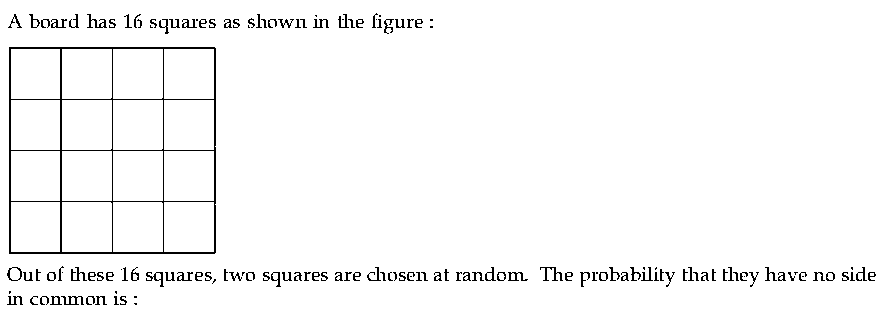 A board has 16 squares as shown in the figure :
Out of these 16 squares, two squares are chosen at random. The probability that they have no side
in common is :